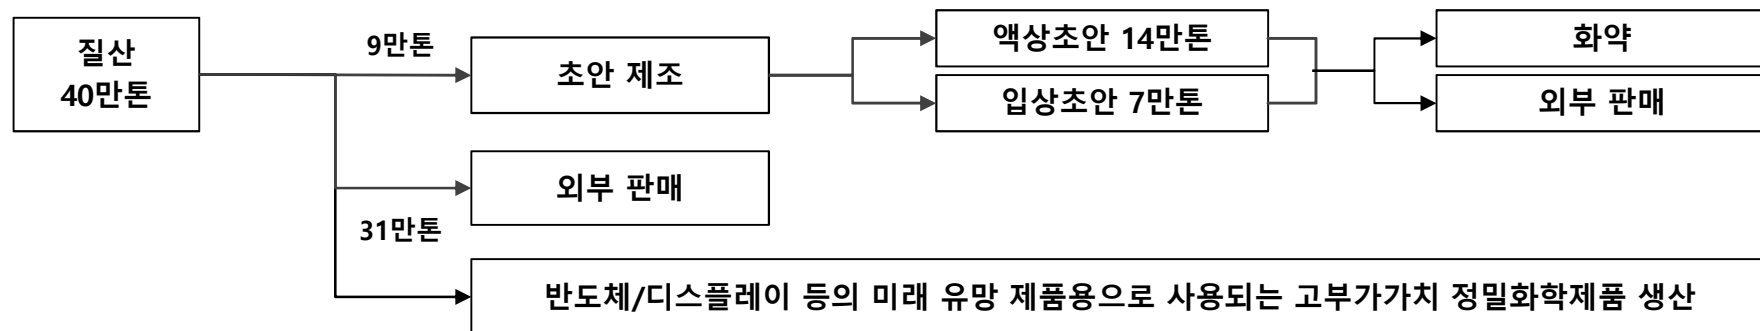 질산
40만톤
9만톤
초안 제조
액상초안 14만톤
입상초안 7만톤
화약
외부 판매
외부 판매
31만톤
반도체/디스플레이 등의 미래 유망 제품용으로 사용되는 고부가가치 정밀화학제품 생산